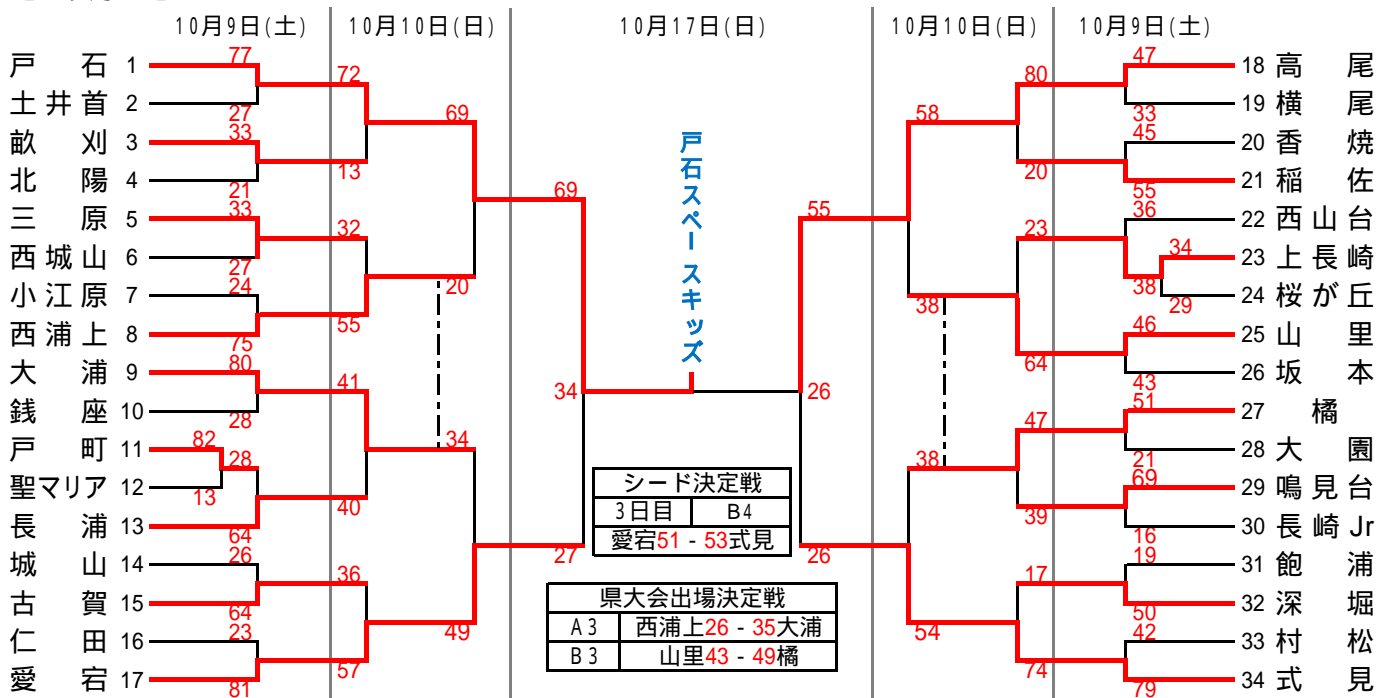 10月9日(土) 10月10日(日) 10月17日(日) 10月10日(日) 10月9日(土)
戸石 1 77
土井首 2 27
畝刈 3 33
北陽 4 21
三原 5 33
西城山 6 27
小江原 7 24
西浦上 8 75
大浦 9 80
銭座 10 28
戸町 11 82
聖マリア 12 13
28
長浦 13 64
城山 14 26
古賀 15 64
仁田 16 23
愛宕 17 81
72
13
32
55
41
40
36
57
69
20
34
49
69
27
34
戸石スペースキッズ
26
55
26
58
38
38
54
80
20
23
64
47
39
17
74
47 18 高尾
33 19 横尾
45 20 香焼
55 21 稲佐
36 22 西山台
34 23 上長崎
38
29 24 桜が丘
46 25 山里
43 26 坂本
51 27 橘
21 28 大園
69 29 鳴見台
16 30 長崎Jr
19 31 飽浦
50 32 深堀
42 33 村松
79 34 式見
シード決定戦
3日目 B4
愛宕51 - 53式見
県大会出場決定戦
A3 西浦上26 - 35大浦
B3 山里43 - 49橘